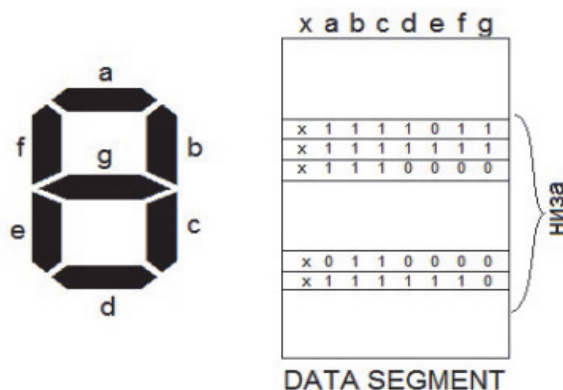 a
f
g
b
e
c
d
x a b c d e f g
x 1 1 1 1 0 1 1
x 1 1 1 1 1 1 1
x 1 1 1 0 0 0 0
x 0 1 1 0 0 0 0
x 1 1 1 1 1 1 0
низа
DATA SEGMENT